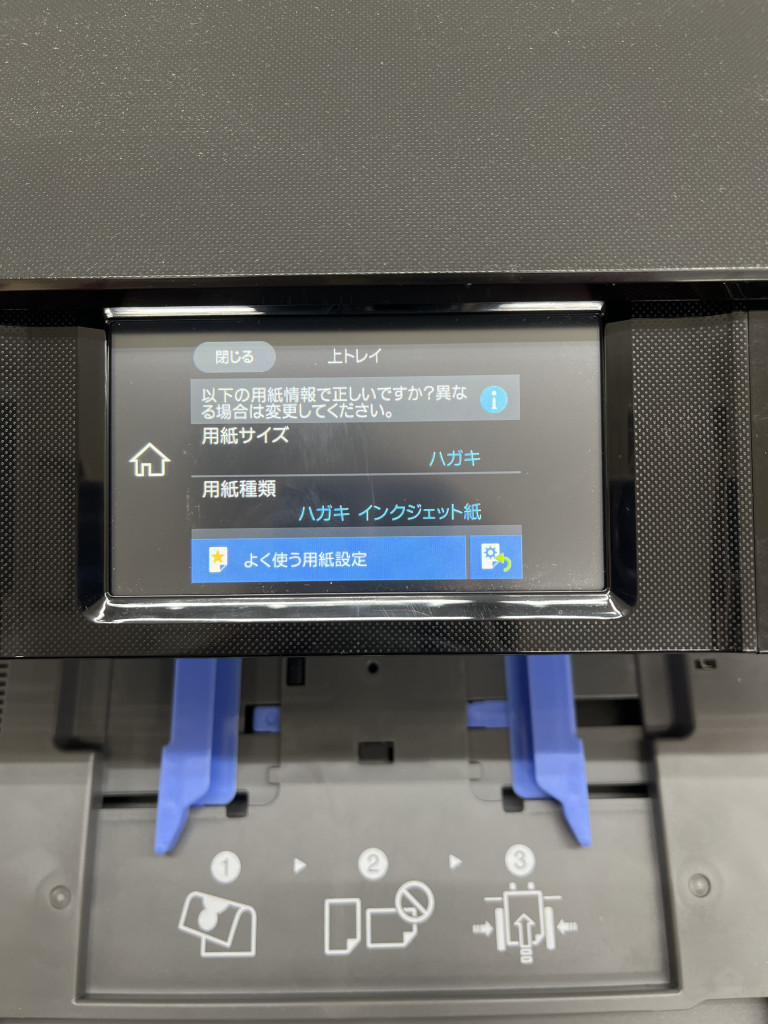 閉じる
上トレイ
以下の用紙情報で正しいですか?異な
る場合は変更してください。
i
用紙サイズ
ハガキ
用紙種類
ハガキ インクジェット紙
よく使う用紙設定
1
2
3